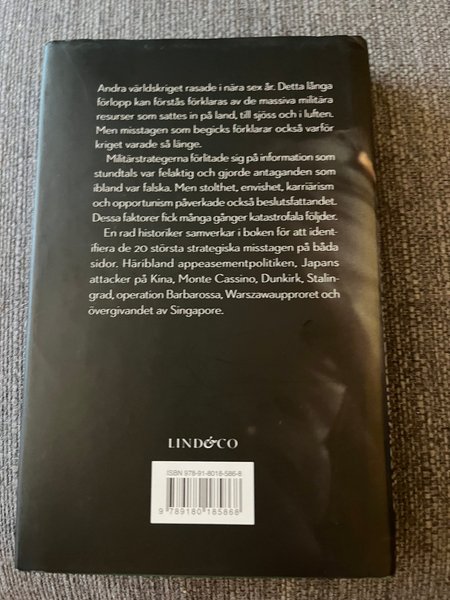 Andra världskriget rasade i nära sex år. Detta långa
förlopp kan förstås förklaras av de massiva militära
resurser som sattes in på land, till sjöss och i luften.
Men misstagen som begicks förklarar också varför
kriget varade så länge.
Militärstrategerna förlitade sig på information som
stundtals var felaktig och gjorde antaganden som
ibland var falska. Men stolthet, envishet, karriärism
och opportunism påverkade också beslutsfattandet.
Dessa faktorer fick många gånger katastrofala följder.
En rad historiker samverkar i boken för att ident-
ifiera de 20 största strategiska misstagen på båda
sidor. Häribland appeasementpolitiken, Japans
attacker på Kina, Monte Cassino, Dunkirk, Stalin-
grad, operation Barbarossa, Warszawaupproret och
övergivandet av Singapore.
LIND&CO
ISBN 978-91-8018-586-8
9 789180 185868